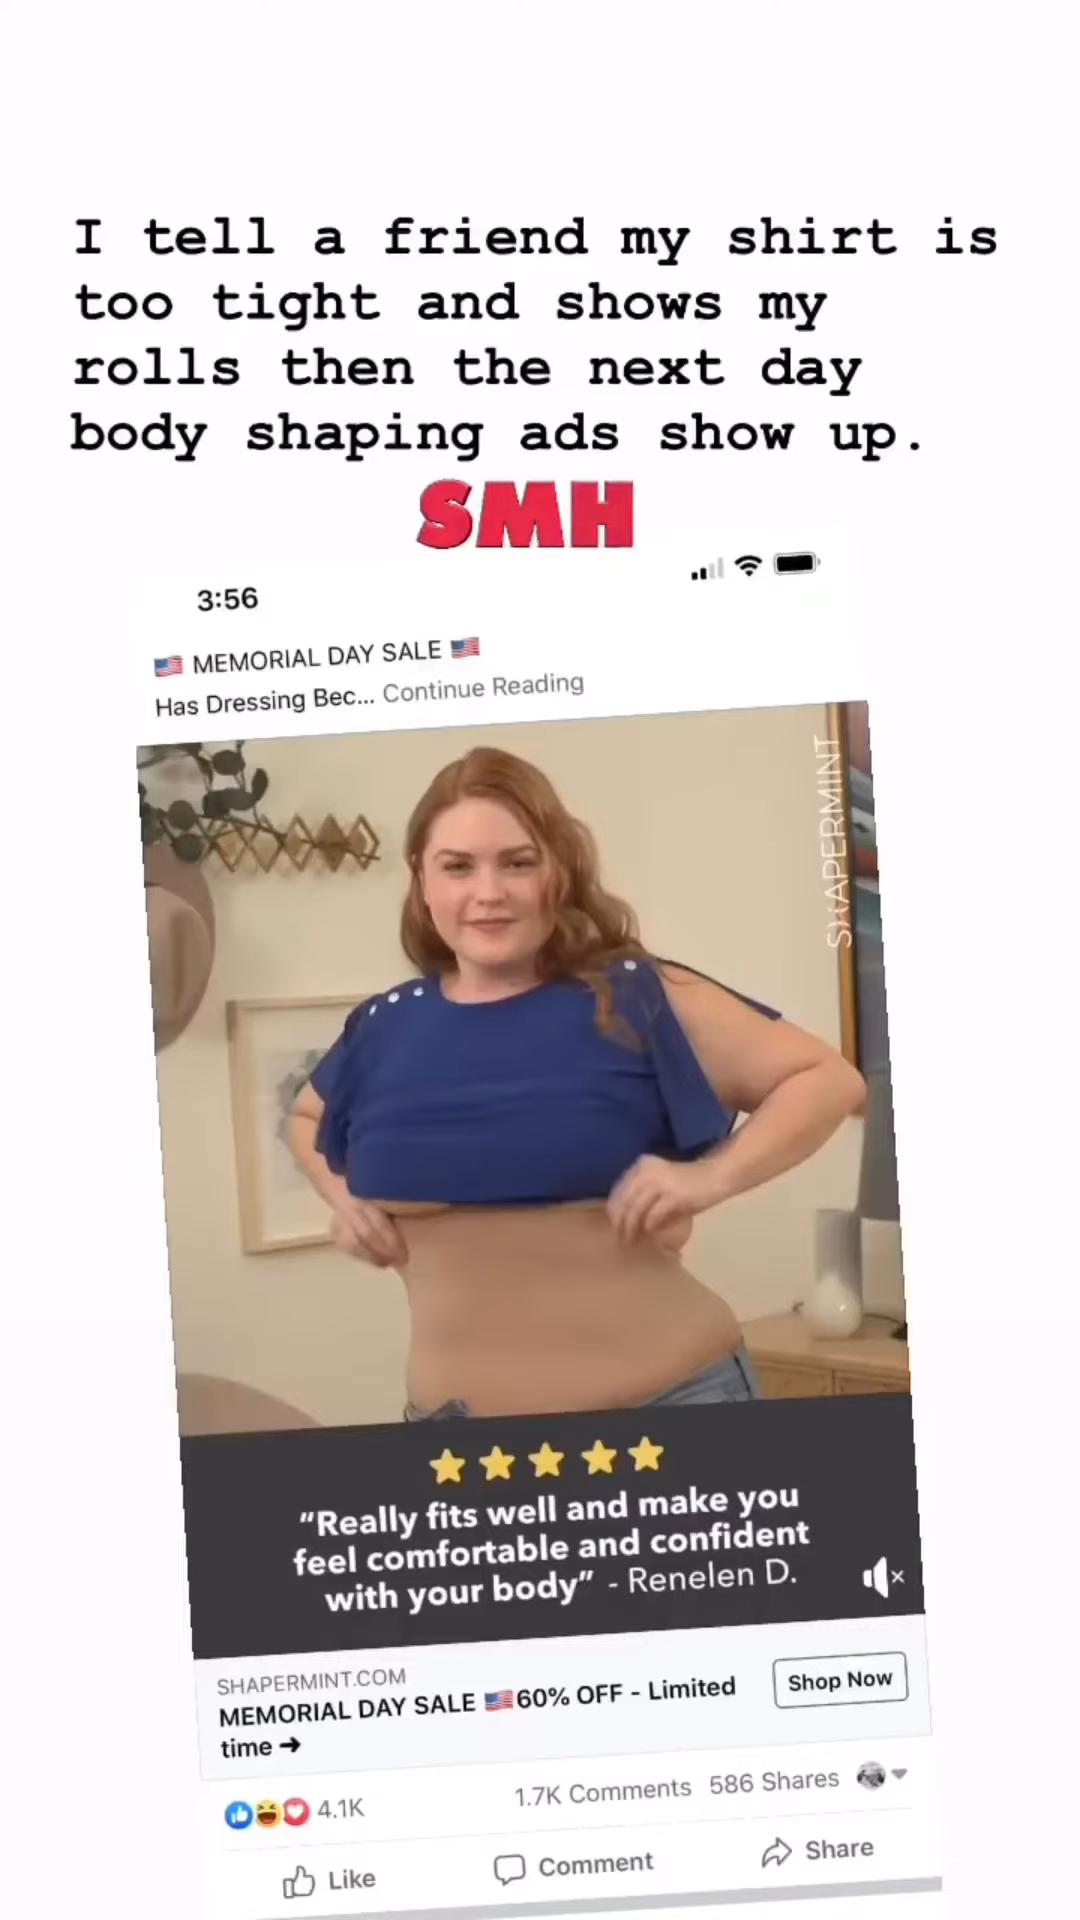 I tell a friend my shirt is
too tight and shows my
rolls then the next day
body shaping ads show up.
SMH
3:56
🇺🇸 MEMORIAL DAY SALE 🇺🇸
Has Dressing Bec... Continue Reading
SHAPERMINT
"Really fits well and make you
feel comfortable and confident
with your body" - Renelen D.
SHAPERMINT.COM
MEMORIAL DAY SALE 🇺🇸60% OFF - Limited
time ➔
Shop Now
4.1K
1.7K Comments 586 Shares
Like
Comment
Share